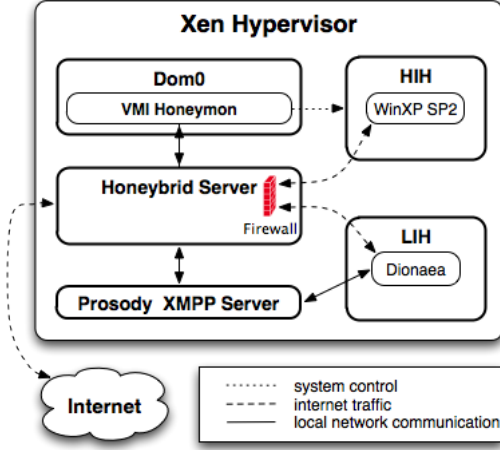 Xen Hypervisor
Dom0
VMI Honeymon
HIH
WinXP SP2
Honeybrid Server
Firewall
LIH
Dionaea
Prosody XMPP Server
Internet
system control
internet traffic
local network communication